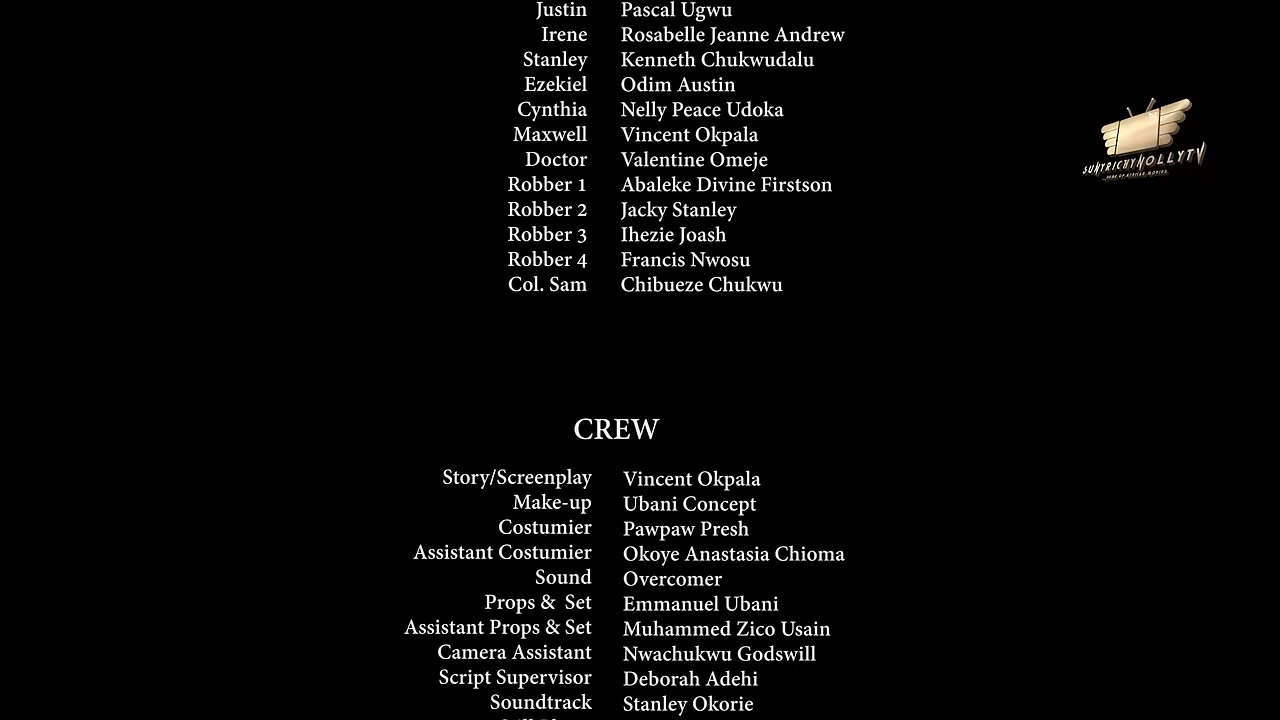 Justin Pascal Ugwu
Irene Rosabelle Jeanne Andrew
Stanley Kenneth Chukwudalu
Ezekiel Odim Austin
Cynthia Nelly Peace Udoka
Maxwell Vincent Okpala
Doctor Valentine Omeje
Robber 1 Abaleke Divine Firstson
Robber 2 Jacky Stanley
Robber 3 Ihezie Joash
Robber 4 Francis Nwosu
Col. Sam Chibueze Chukwu
SUNYRICHYNOLLYTV
CREW
Story/Screenplay Vincent Okpala
Make-up Ubani Concept
Costumier Pawpaw Presh
Assistant Costumier Okoye Anastasia Chioma
Sound Overcomer
Props & Set Emmanuel Ubani
Assistant Props & Set Muhammed Zico Usain
Camera Assistant Nwachukwu Godswill
Script Supervisor Deborah Adehi
Soundtrack Stanley Okorie